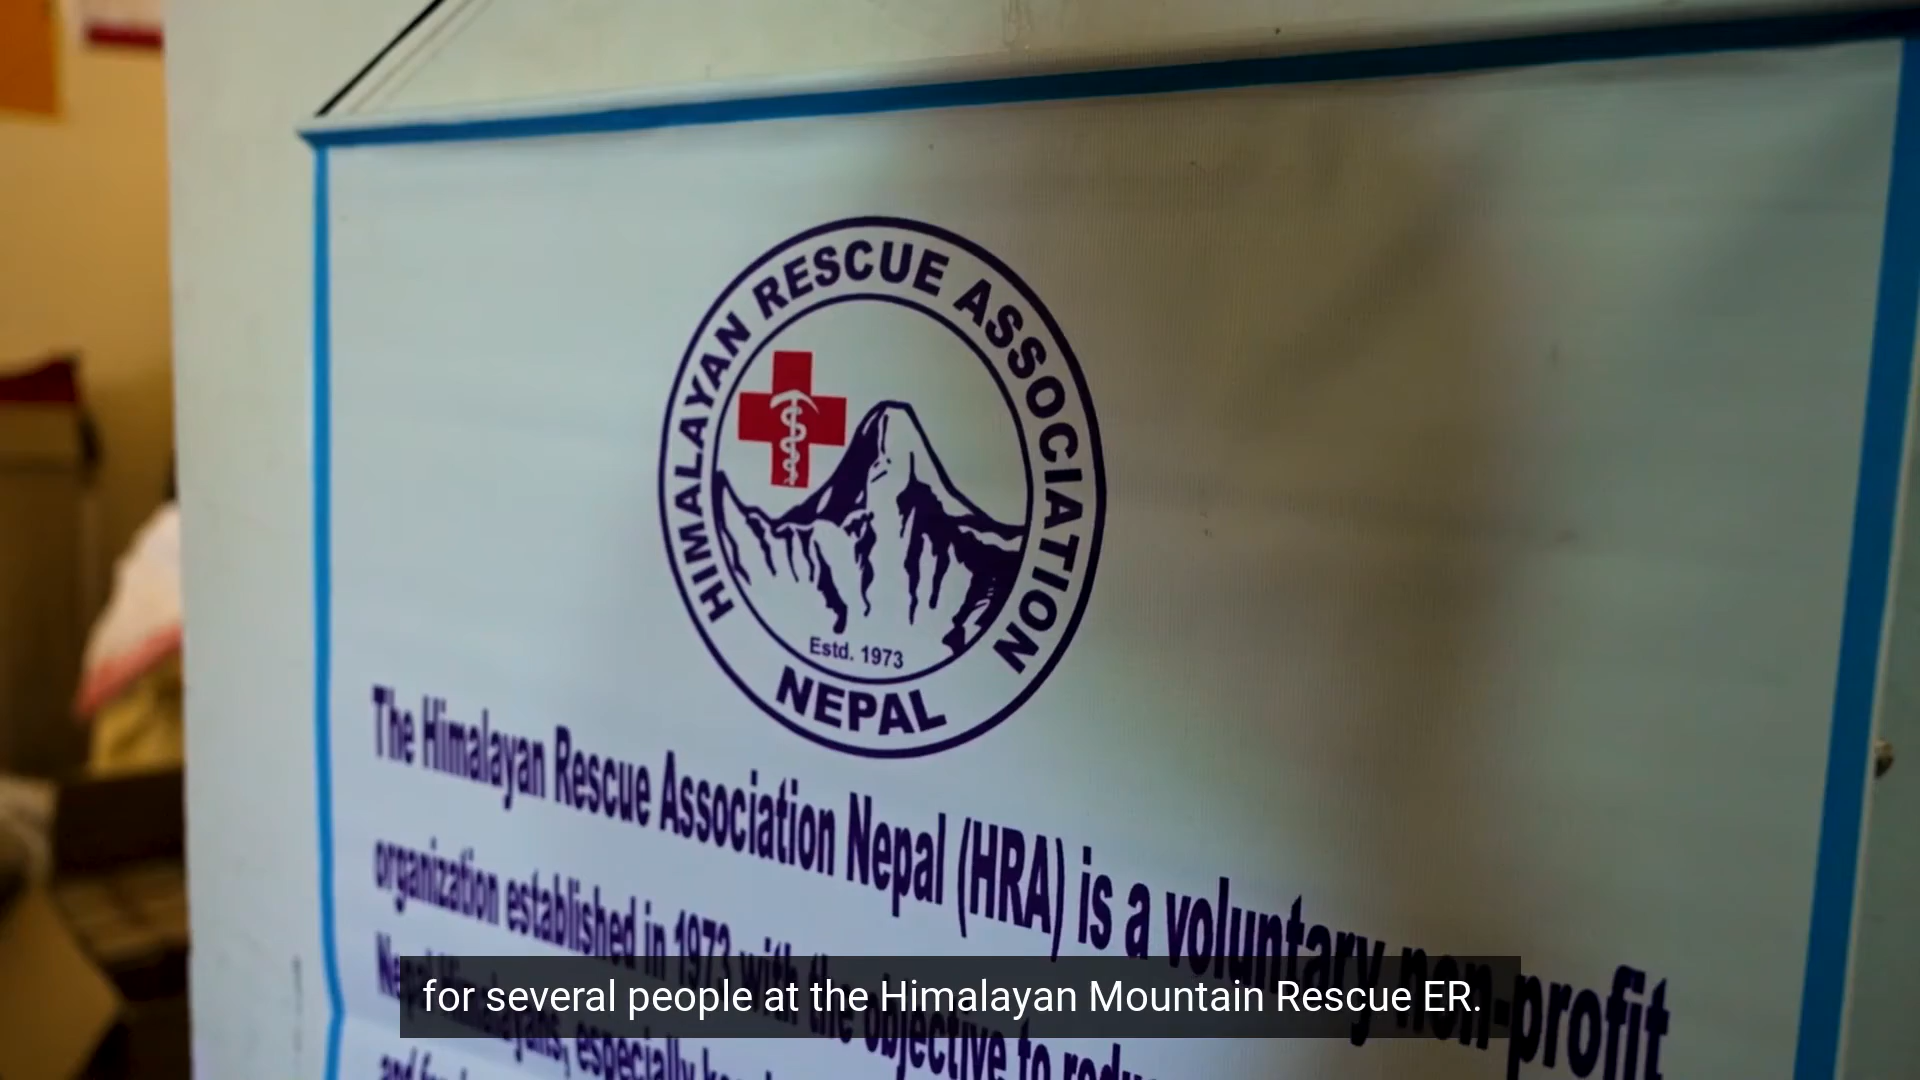 HIMALAYAN RESCUE ASSOCIATION
Estd. 1973
NEPAL
The Himalayan Rescue Association Nepal (HRA) is a voluntary non-profit
organization established in 1973 with the objective to
especially
for several people at the Himalayan Mountain Rescue ER.